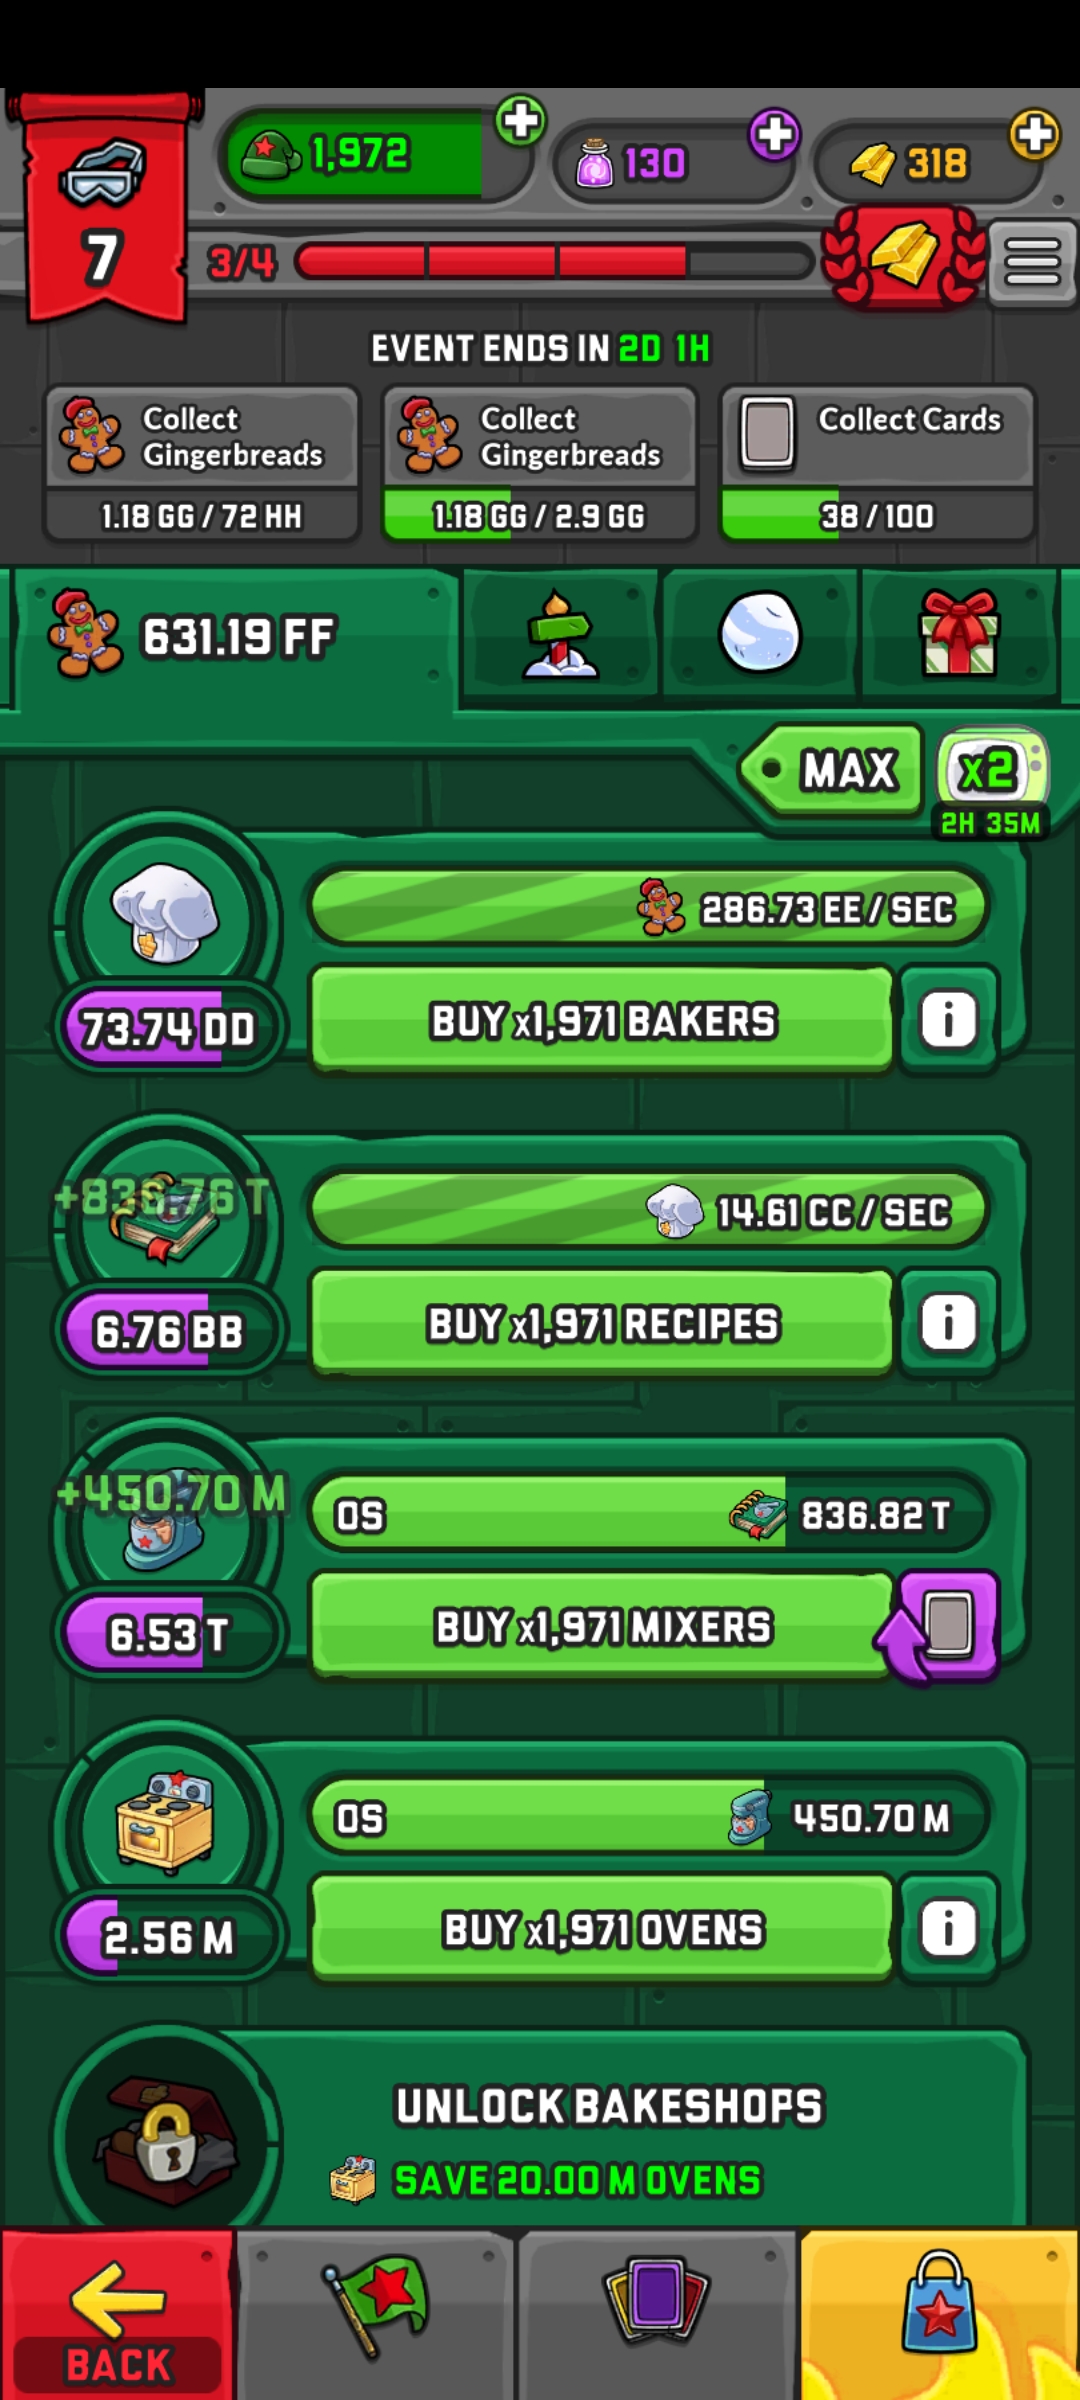 1,972
130
318
7
3/4
EVENT ENDS IN 2D 1H
Collect
Gingerbreads
1.18 GG / 72 HH
Collect
Gingerbreads
1.18 GG / 2.9 GG
Collect Cards
38 / 100
631.19 FF
MAX
x2
2H 35M
286.73 EE / SEC
73.74 DD
BUY x1,971 BAKERS
i
+836.76 T
14.61 CC / SEC
6.76 BB
BUY x1,971 RECIPES
i
+450.70 M
0S
836.82 T
6.53 T
BUY x1,971 MIXERS
0S
450.70 M
2.56 M
BUY x1,971 OVENS
i
UNLOCK BAKESHOPS
SAVE 20.00 M OVENS
BACK